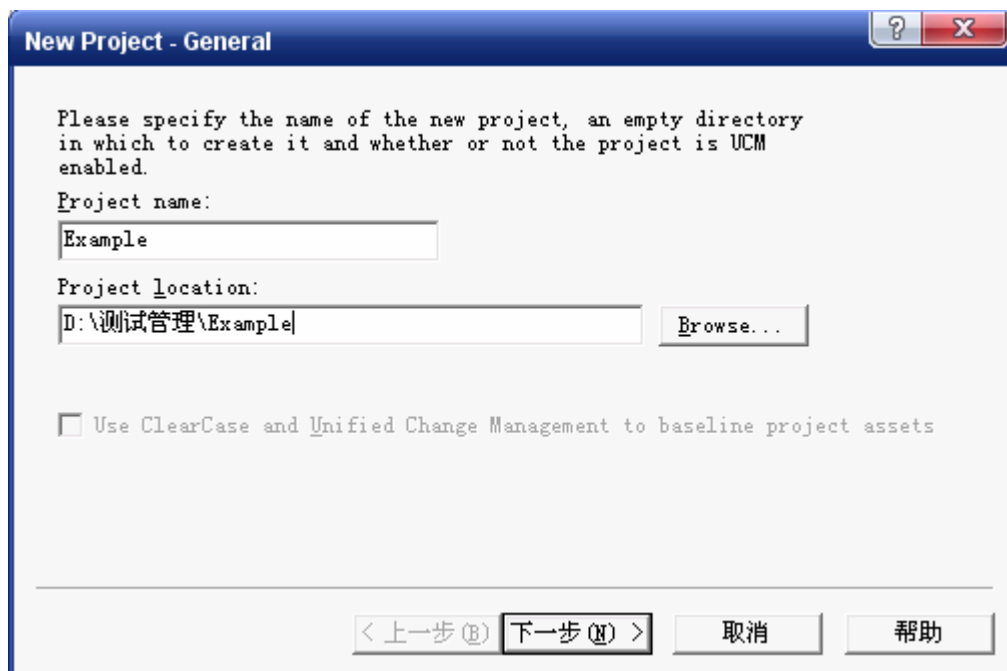 New Project - General
Please specify the name of the new project, an empty directory
in which to create it and whether or not the project is UCM
enabled.
Project name:
Example
Project location:
D:\测试管理\Example
Browse...
Use ClearCase and Unified Change Management to baseline project assets
< 上一步(B) 下一步(N) > 取消 帮助